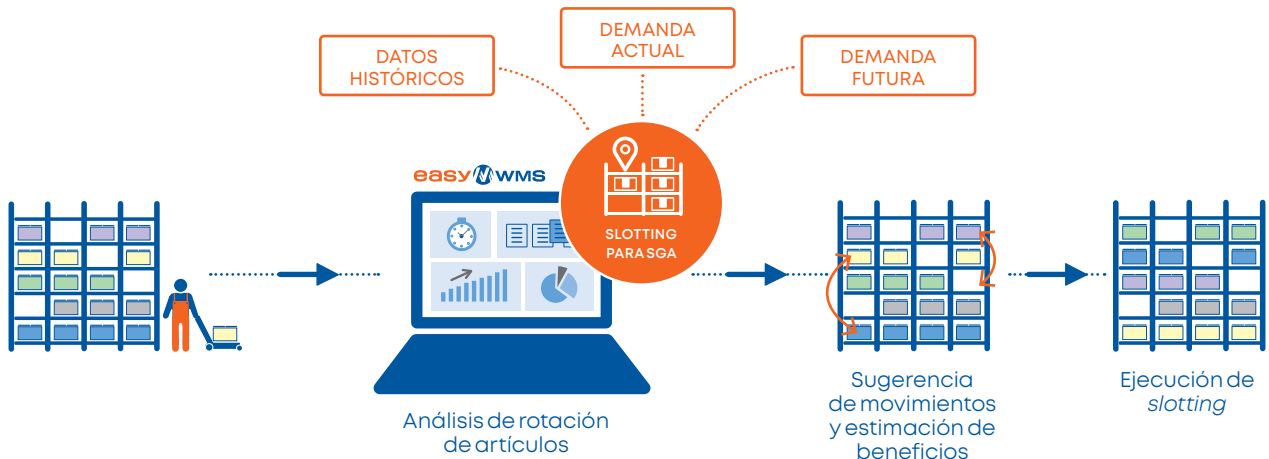 DATOS
HISTÓRICOS
DEMANDA
ACTUAL
DEMANDA
FUTURA
easy WMS
SLOTTING
PARA SGA
Análisis de rotación
de artículos
Sugerencia
de movimientos
y estimación de
beneficios
Ejecución de
slotting